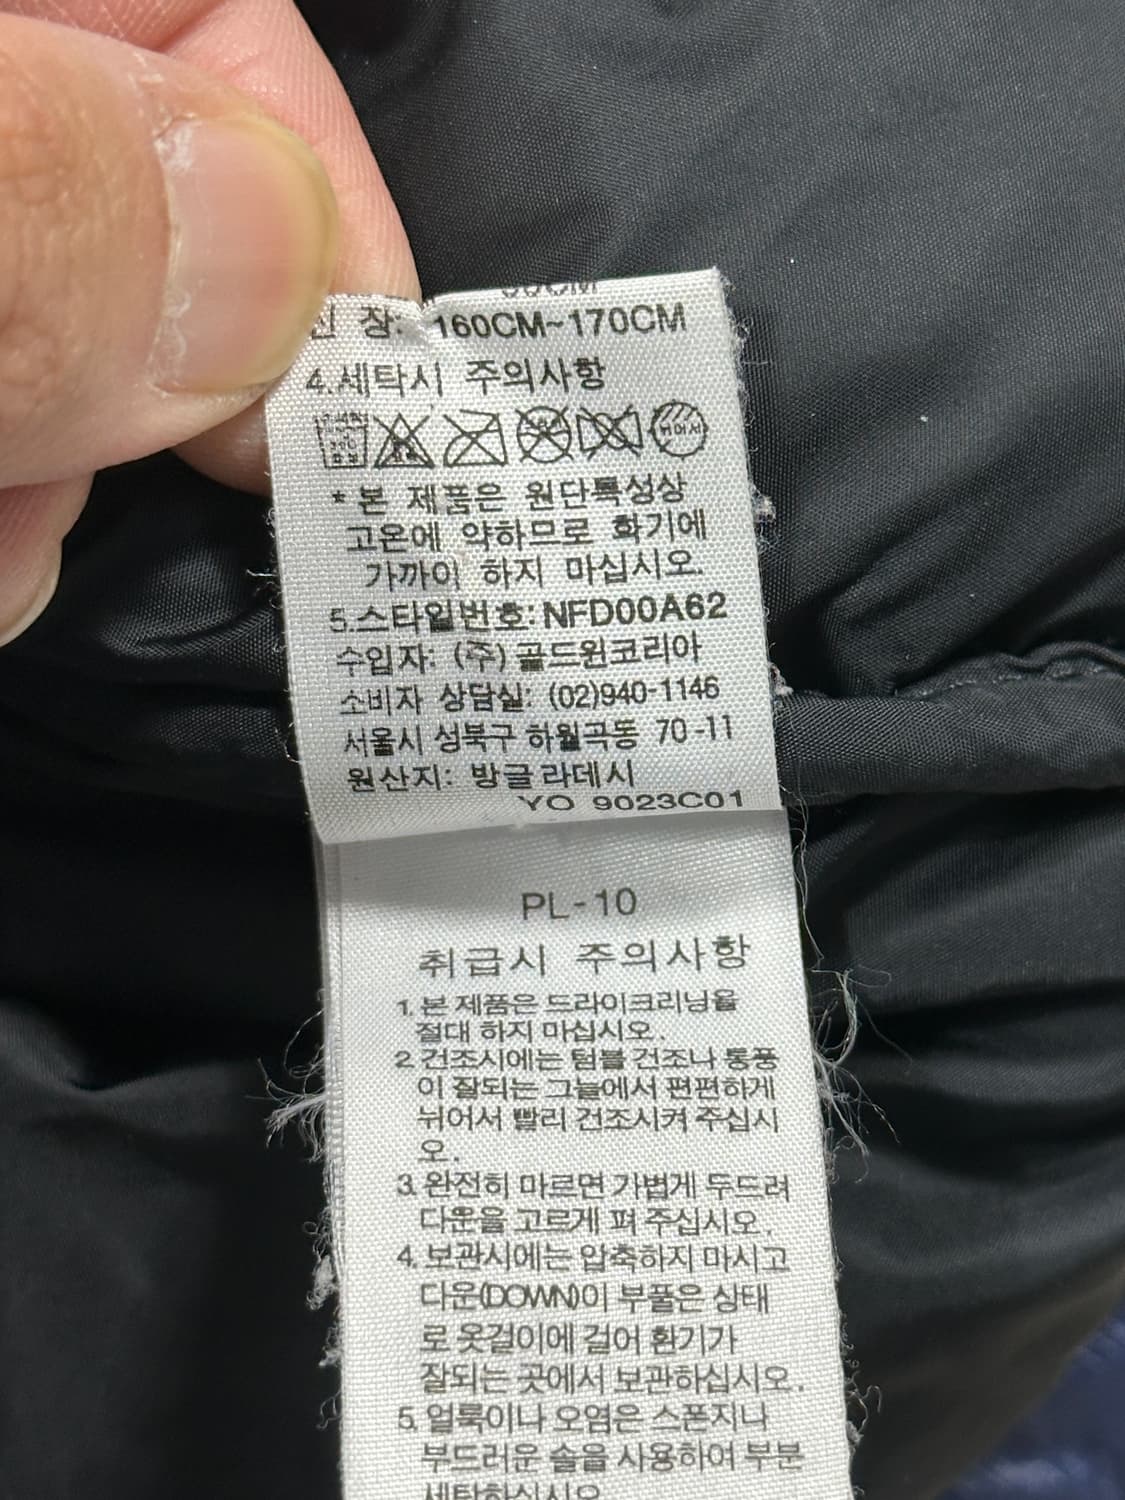 신 장: 160CM~170CM
4.세탁시 주의사항
뉘어서
* 본 제품은 원단특성상
고온에 약하므로 화기에
가까이 하지 마십시오.
5.스타일번호: NFD00A62
수입자: (주) 골드윈코리아
소비자 상담실: (02)940-1146
서울시 성북구 하월곡동 70-11
원산지: 방글라데시
YO 9023C01
PL-10
취급시 주의사항
1. 본 제품은 드라이크리닝을
절대 하지 마십시오.
2. 건조시에는 텀블 건조나 통풍
이 잘되는 그늘에서 편편하게
뉘어서 빨리 건조시켜 주십시
오.
3. 완전히 마르면 가볍게 두드려
다운을 고르게 펴 주십시오.
4. 보관시에는 압축하지 마시고
다운(DOWN)이 부풀은 상태
로 옷걸이에 걸어 환기가
잘되는 곳에서 보관하십시오.
5. 얼룩이나 오염은 스폰지나
부드러운 솔을 사용하여 부분
세탁하십시오